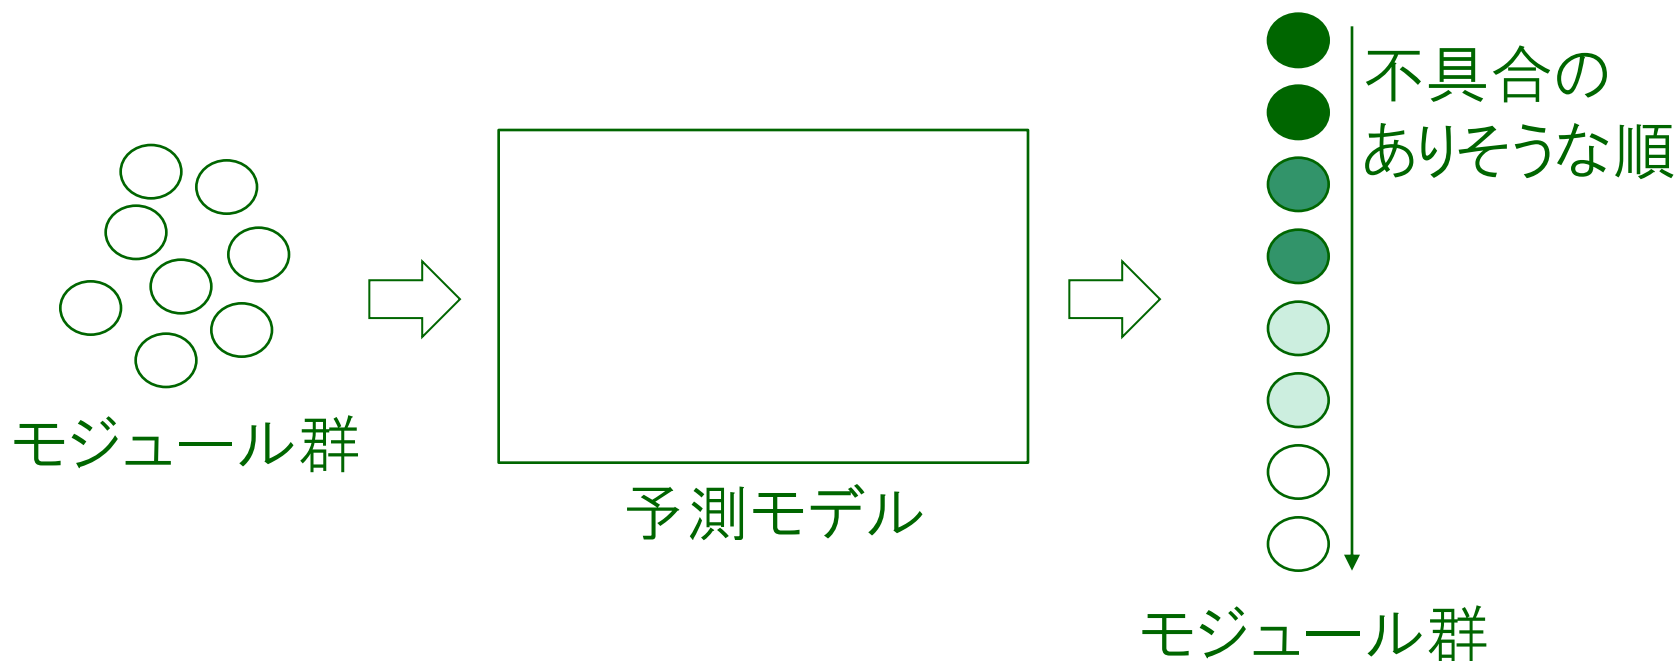 モジュール群
予測モデル
不具合の
ありそうな順
モジュール群